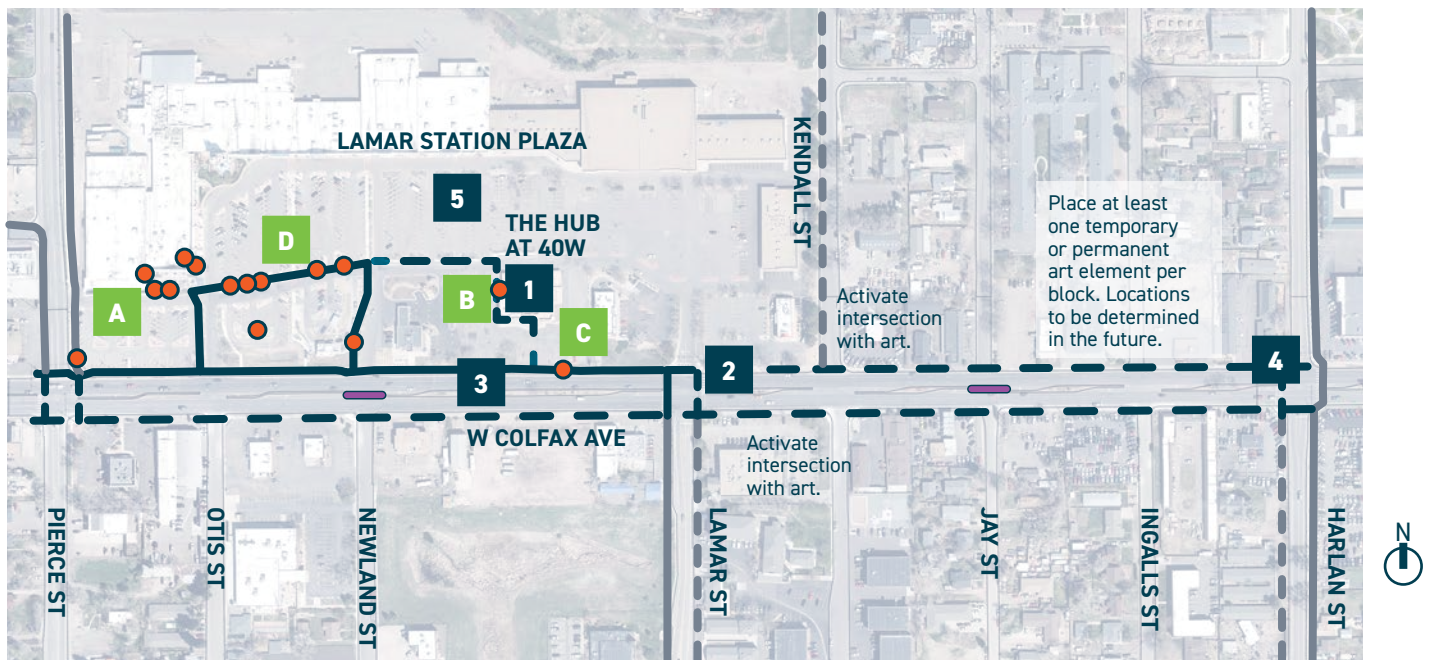 LAMAR STATION PLAZA
5
THE HUB
AT 40W
D
A
B
1
C
3
2
4
KENDALL ST
Activate
intersection
with art.
Place at least
one temporary
or permanent
art element per
block. Locations
to be determined
in the future.
W COLFAX AVE
Activate
intersection
with art.
PIERCE ST
OTIS ST
NEWLAND ST
LAMAR ST
JAY ST
INGALLS ST
HARLAN ST
N